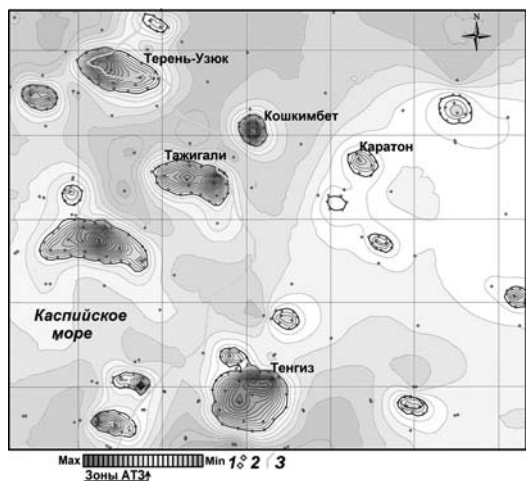 N
Терень-Узюк
Кошкимбет
Каратон
Тажигали
Каспийское
море
Тенгиз
Max Min 1 2 3
Зоны АТЗ